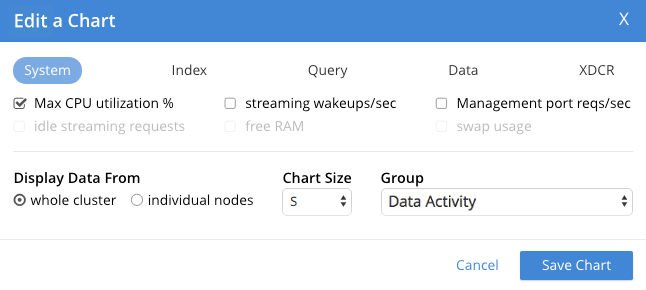 Edit a Chart X
System Index Query Data XDCR
Max CPU utilization % streaming wakeups/sec Management port reqs/sec
idle streaming requests free RAM swap usage
Display Data From Chart Size Group
whole cluster individual nodes S Data Activity
Cancel Save Chart